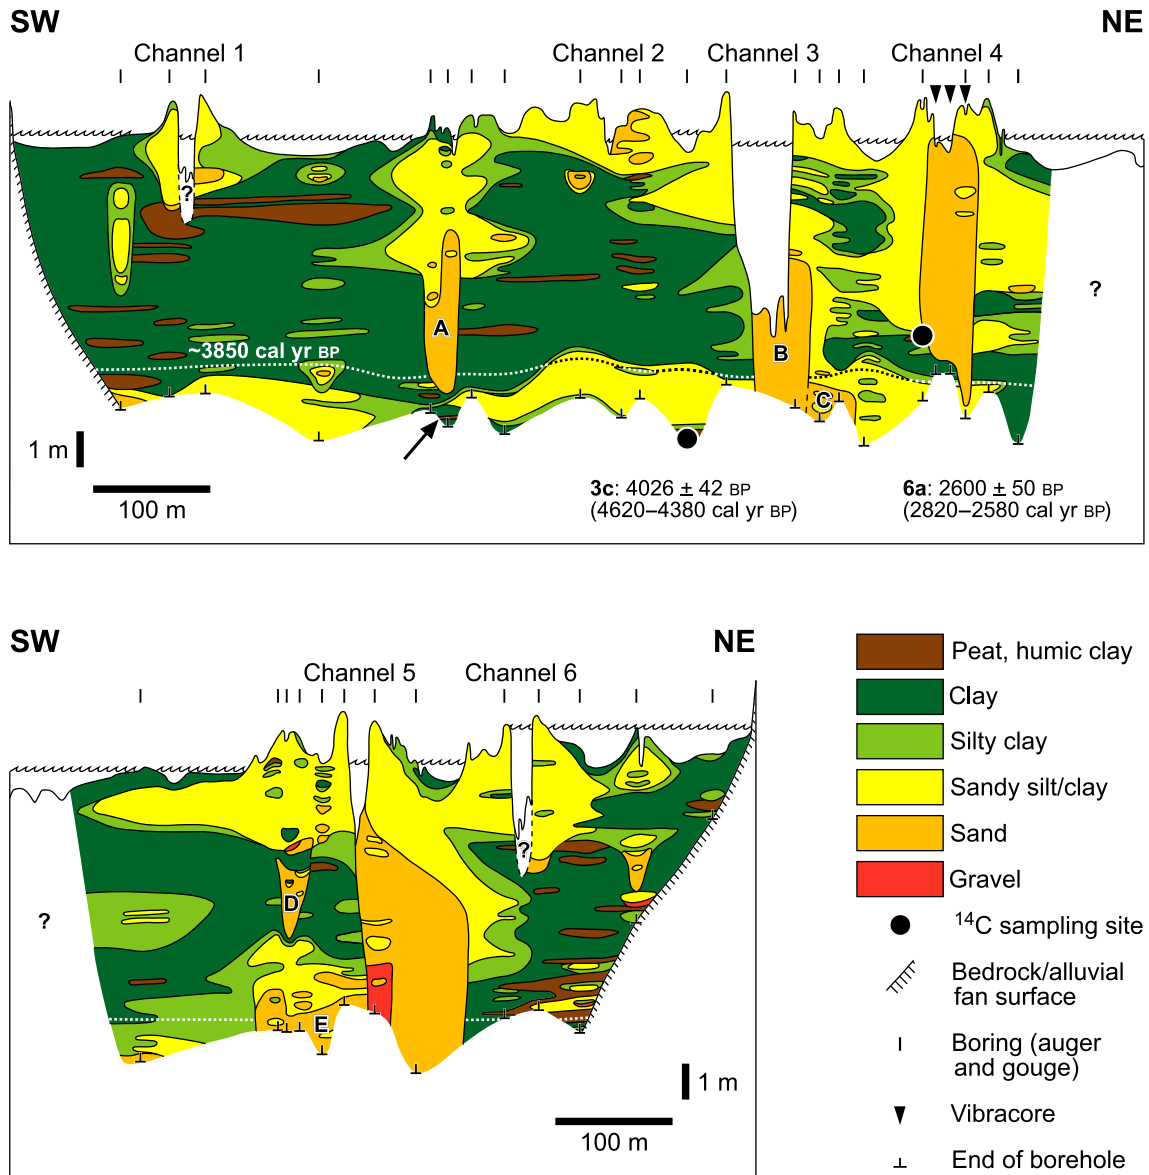 SW
NE
Channel 1
Channel 2
Channel 3
Channel 4
?
A
B
C
?
~3850 cal yr BP
1 m
100 m
3c: 4026 ± 42 BP
(4620–4380 cal yr BP)
6a: 2600 ± 50 BP
(2820–2580 cal yr BP)
SW
NE
Channel 5
Channel 6
?
?
D
E
1 m
100 m
Peat, humic clay
Clay
Silty clay
Sandy silt/clay
Sand
Gravel
14C sampling site
Bedrock/alluvial
fan surface
Boring (auger
and gouge)
Vibracore
End of borehole